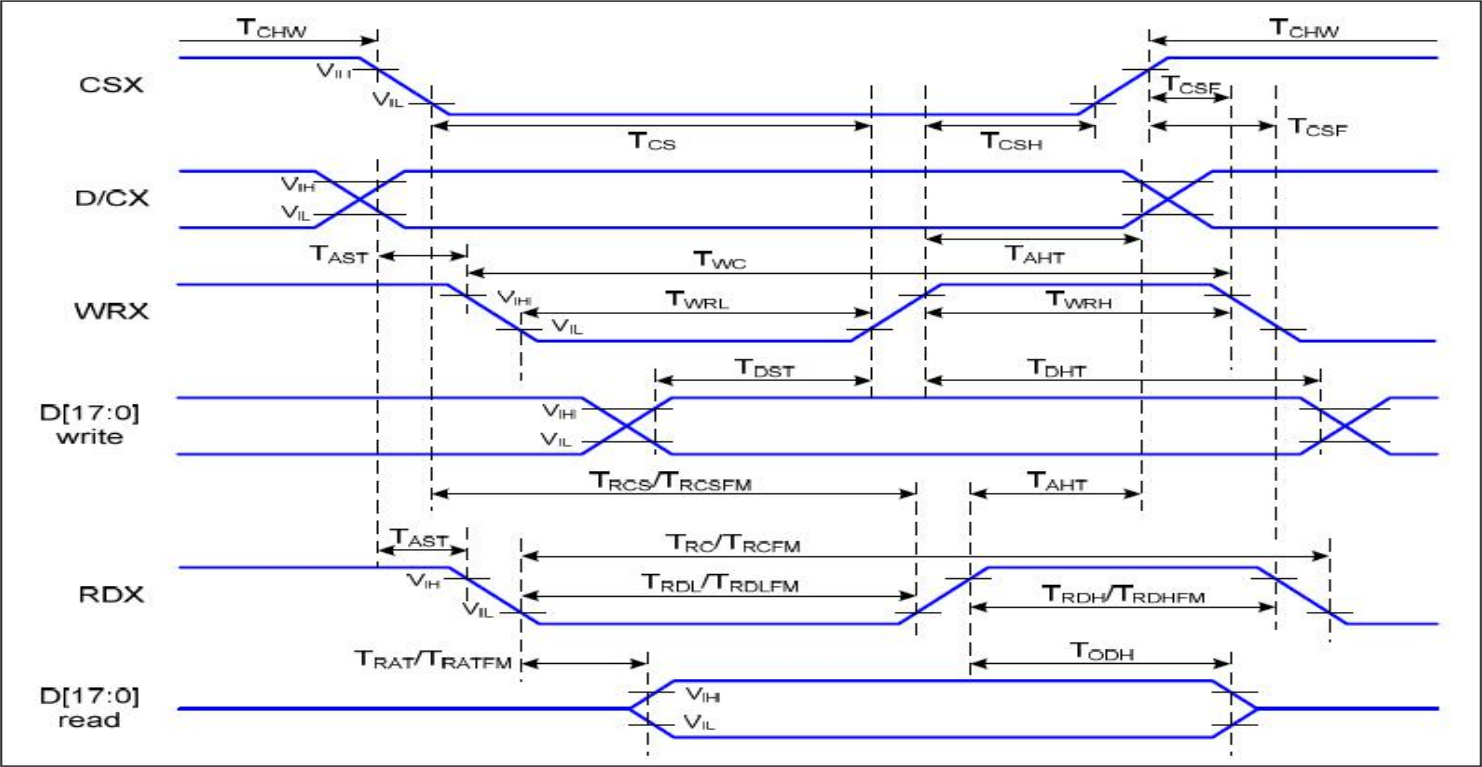 TCHW TCHW
CSX
VIH
VIL
TCSF
TCS TCSH TCSF
D/CX
VIH
VIL
TAST TWC TAHT
WRX
VIH TWRL TWRH
VIL
TDST TDHT
D[17:0]
write
VIH
VIL
TRCS/TRCSFM TAHT
TAST TRC/TRCFM
RDX
VIH TRDL/TRDLFM TRDH/TRDHFM
VIL
TRAT/TRATFM TODH
D[17:0]
read
VIH
VIL